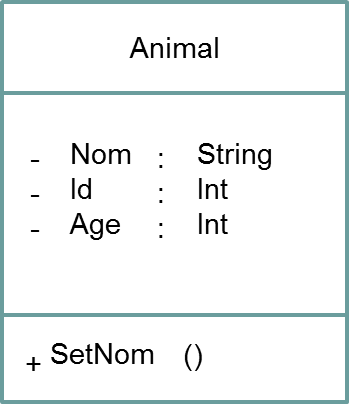 Animal
- Nom : String
- Id : Int
- Age : Int
+ SetNom ()